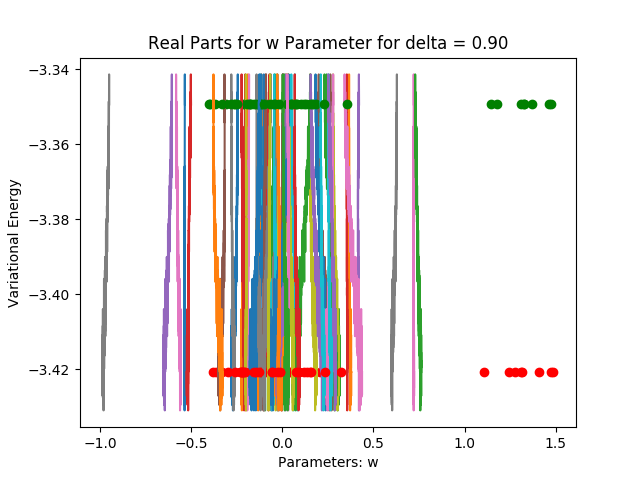 Real Parts for w Parameter for delta = 0.90
−3.34
−3.36
−3.38
−3.40
−3.42
Variational Energy
−1.0 −0.5 0.0 0.5 1.0 1.5
Parameters: w